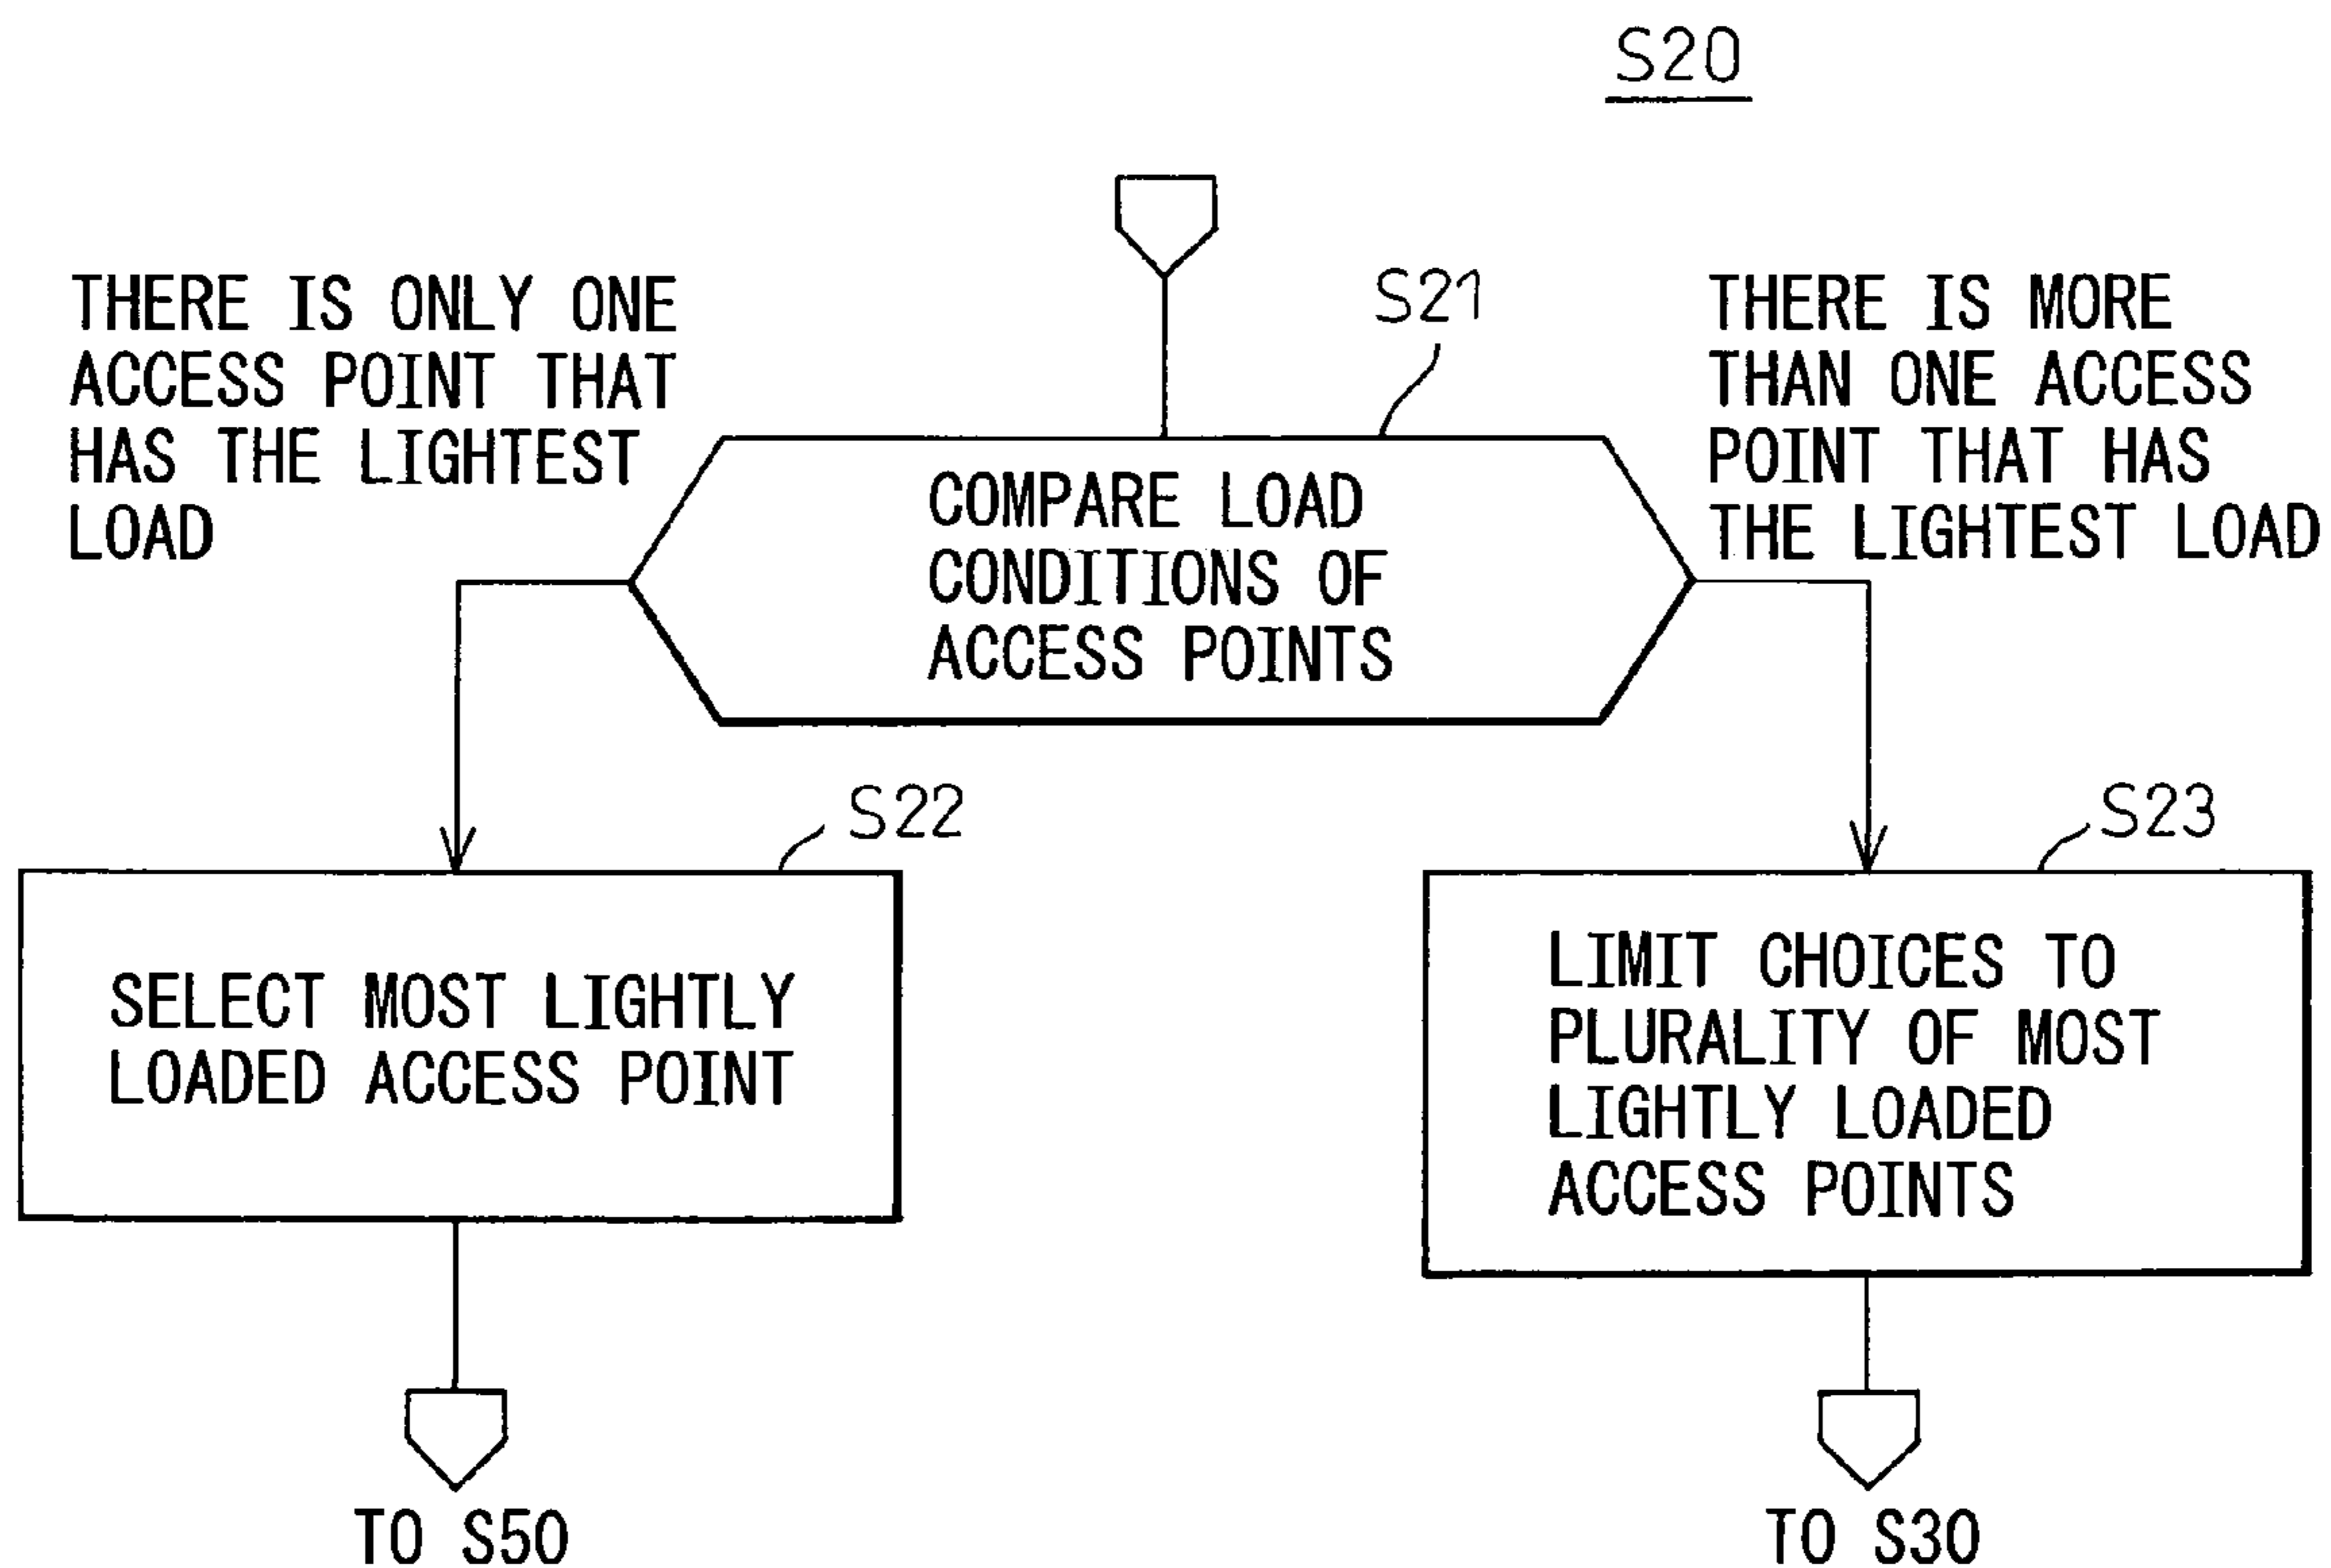 S20
THERE IS ONLY ONE
ACCESS POINT THAT
HAS THE LIGHTEST
LOAD
S21
THERE IS MORE
THAN ONE ACCESS
POINT THAT HAS
THE LIGHTEST LOAD
COMPARE LOAD
CONDITIONS OF
ACCESS POINTS
S22
SELECT MOST LIGHTLY
LOADED ACCESS POINT
S23
LIMIT CHOICES TO
PLURALITY OF MOST
LIGHTLY LOADED
ACCESS POINTS
TO S50
TO S30